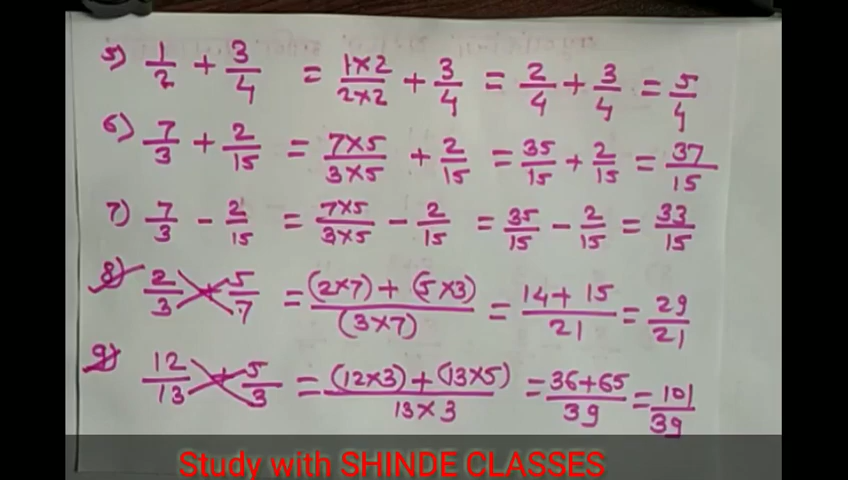 5) 1/2 + 3/4 = 1×2/2×2 + 3/4 = 2/4 + 3/4 = 5/4
6) 7/3 + 2/15 = 7×5/3×5 + 2/15 = 35/15 + 2/15 = 37/15
7) 7/3 - 2/15 = 7×5/3×5 - 2/15 = 35/15 - 2/15 = 33/15
8) 2/3 + 5/7 = (2×7) + (5×3)/(3×7) = 14 + 15/21 = 29/21
9) 12/13 + 5/3 = (12×3) + (13×5)/13×3 = 36+65/39 = 101/39
Study with SHINDE CLASSES